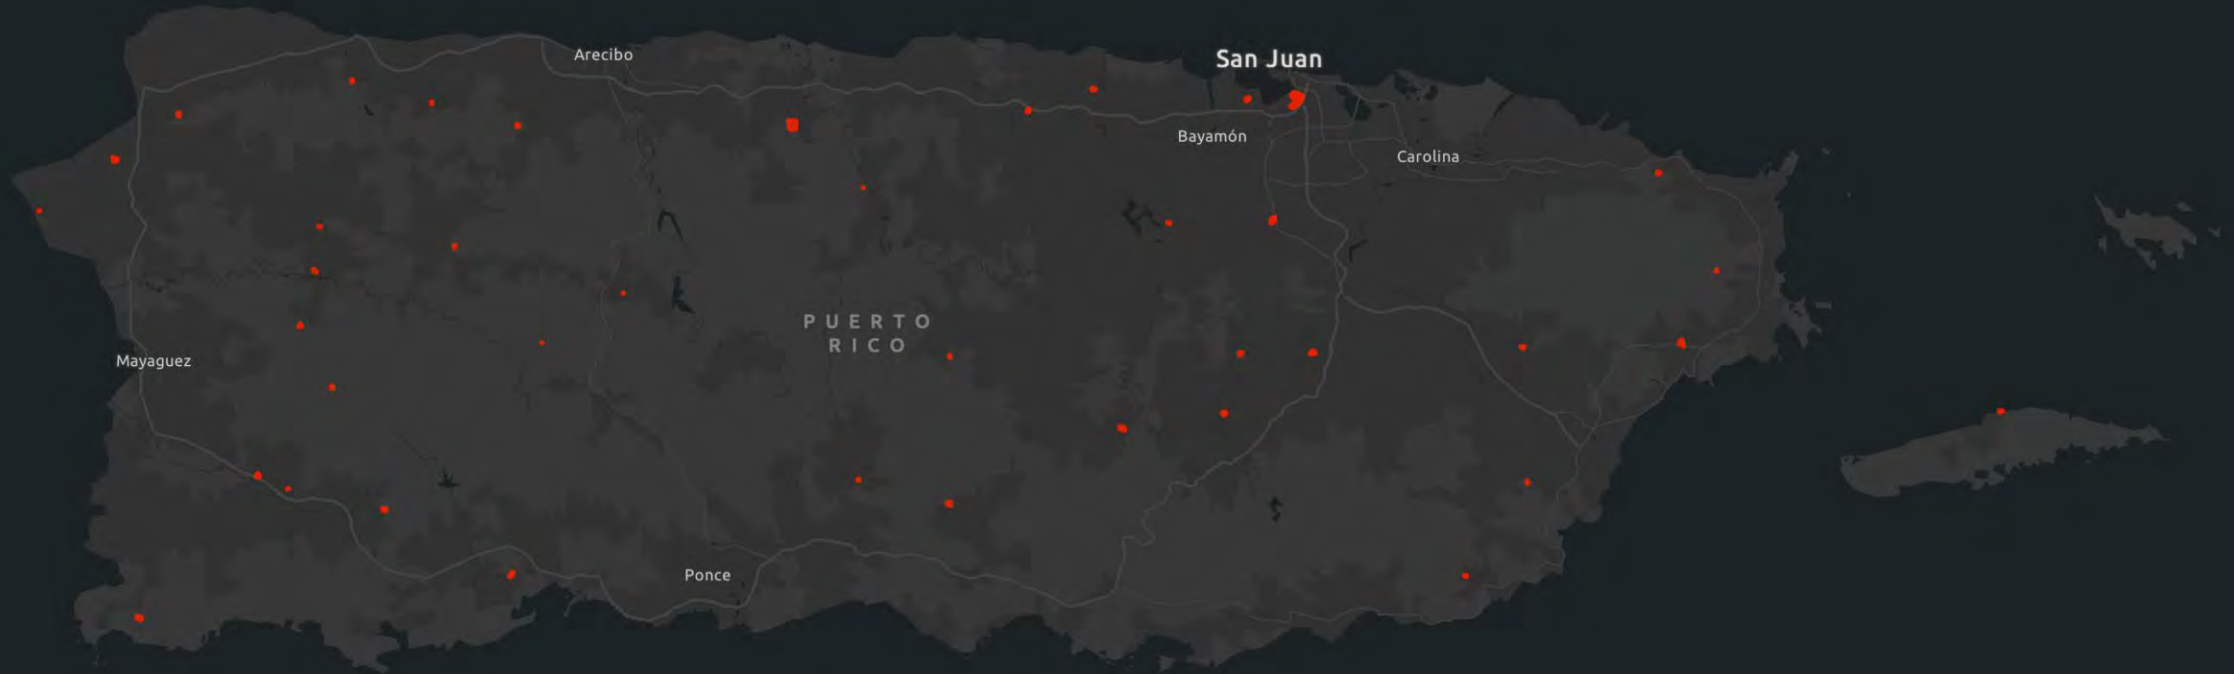 Arecibo
San Juan
Bayamón
Carolina
PUERTO
RICO
Mayaguez
Ponce